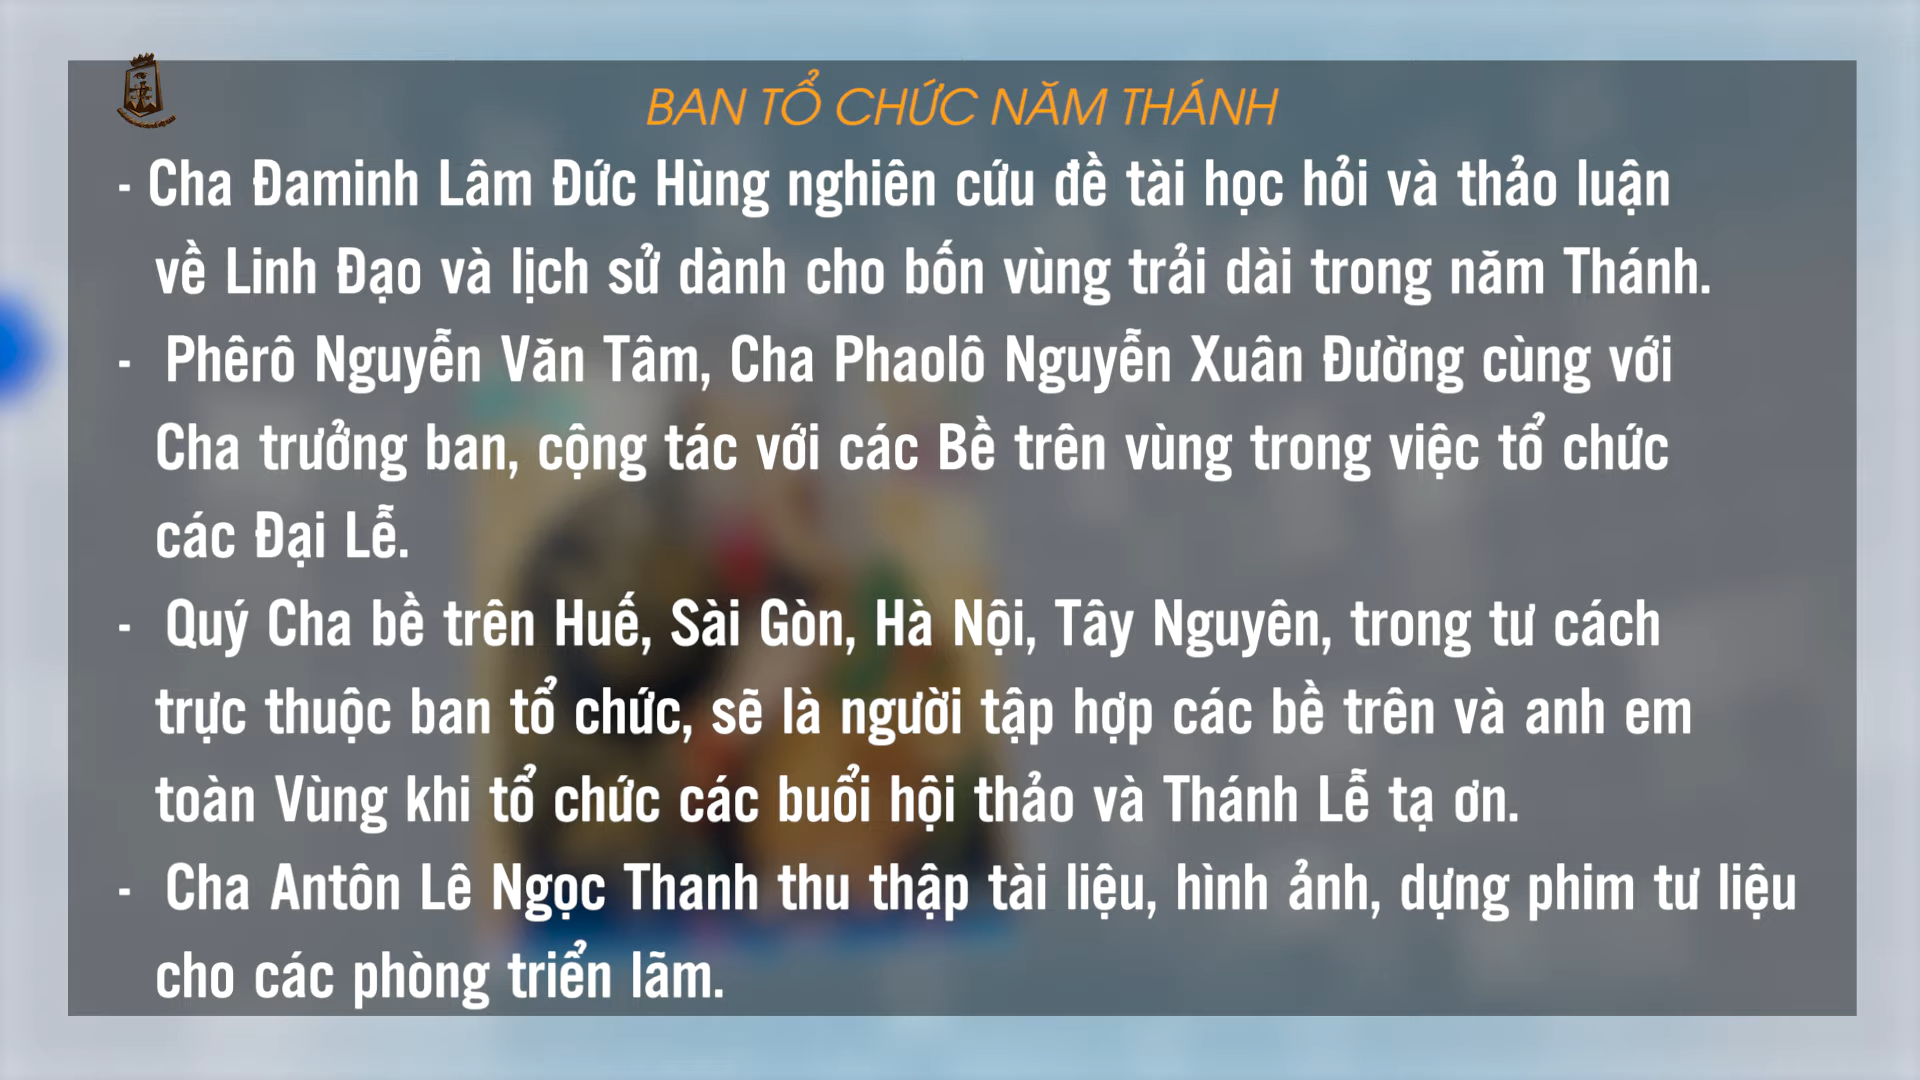 BAN TỔ CHỨC NĂM THÁNH
- Cha Đaminh Lâm Đức Hùng nghiên cứu đề tài học hỏi và thảo luận
về Linh Đạo và lịch sử dành cho bốn vùng trải dài trong năm Thánh.
- Phêrô Nguyễn Văn Tâm, Cha Phaolô Nguyễn Xuân Đường cùng với
Cha trưởng ban, cộng tác với các Bề trên vùng trong việc tổ chức
các Đại Lễ.
- Quý Cha bề trên Huế, Sài Gòn, Hà Nội, Tây Nguyên, trong tư cách
trực thuộc ban tổ chức, sẽ là người tập hợp các bề trên và anh em
toàn Vùng khi tổ chức các buổi hội thảo và Thánh Lễ tạ ơn.
- Cha Antôn Lê Ngọc Thanh thu thập tài liệu, hình ảnh, dựng phim tư liệu
cho các phòng triển lãm.